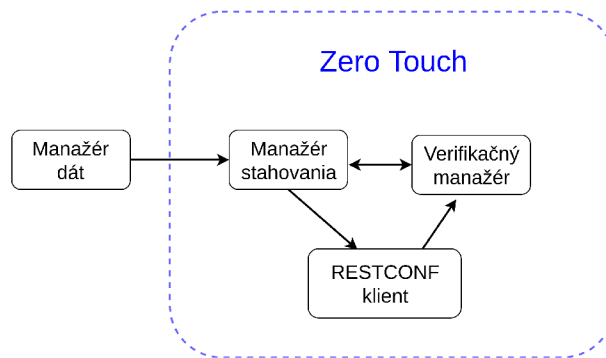 Zero Touch
Manažér
dát
Manažér
stahovania
Verifikačný
manažér
RESTCONF
klient